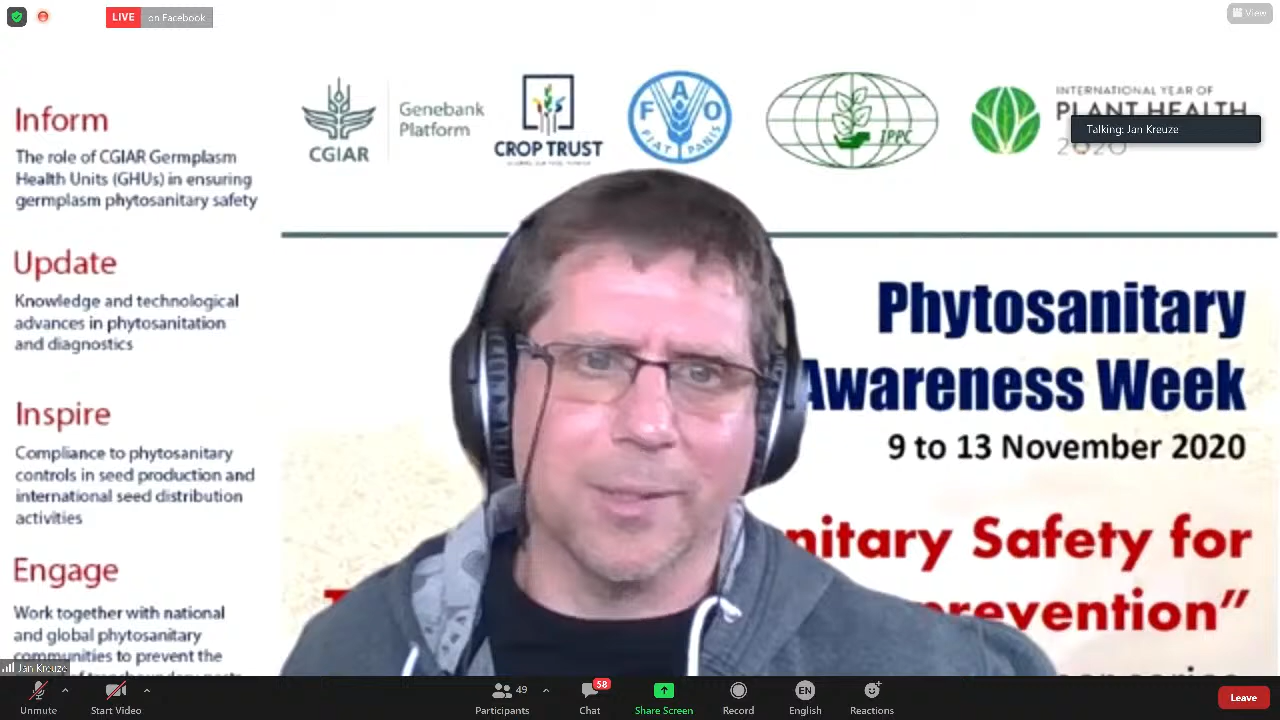 LIVE on Facebook
View
Inform
The role of CGIAR Germplasm
Health Units (GHUs) in ensuring
germplasm phytosanitary safety
Update
Knowledge and technological
advances in phytosanitation
and diagnostics
Inspire
Compliance to phytosanitary
controls in seed production and
international seed distribution
activities
Engage
Work together with national
and global phytosanitary
communities to prevent the
CGIAR
Genebank
Platform
CROP TRUST
FAO
FIAT PANIS
IPPC
INTERNATIONAL YEAR OF
PLANT HEALTH
2020
Talking: Jan Kreuze
Phytosanitary
Awareness Week
9 to 13 November 2020
nitary Safety for
prevention”
Jan Kreuze
Unmute
Start Video
49
Participants
58
Chat
Share Screen
Record
EN
English
Reactions
Leave